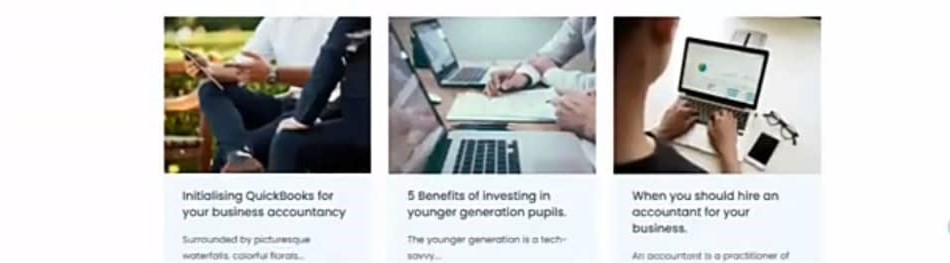 Initialising QuickBooks for
your business accountancy
Surrounded by picturesque
waterfalls, colorful florals...
5 Benefits of investing in
younger generation pupils.
The younger generation is a tech-
savvy...
When you should hire an
accountant for your
business.
An accountant is a practitioner of